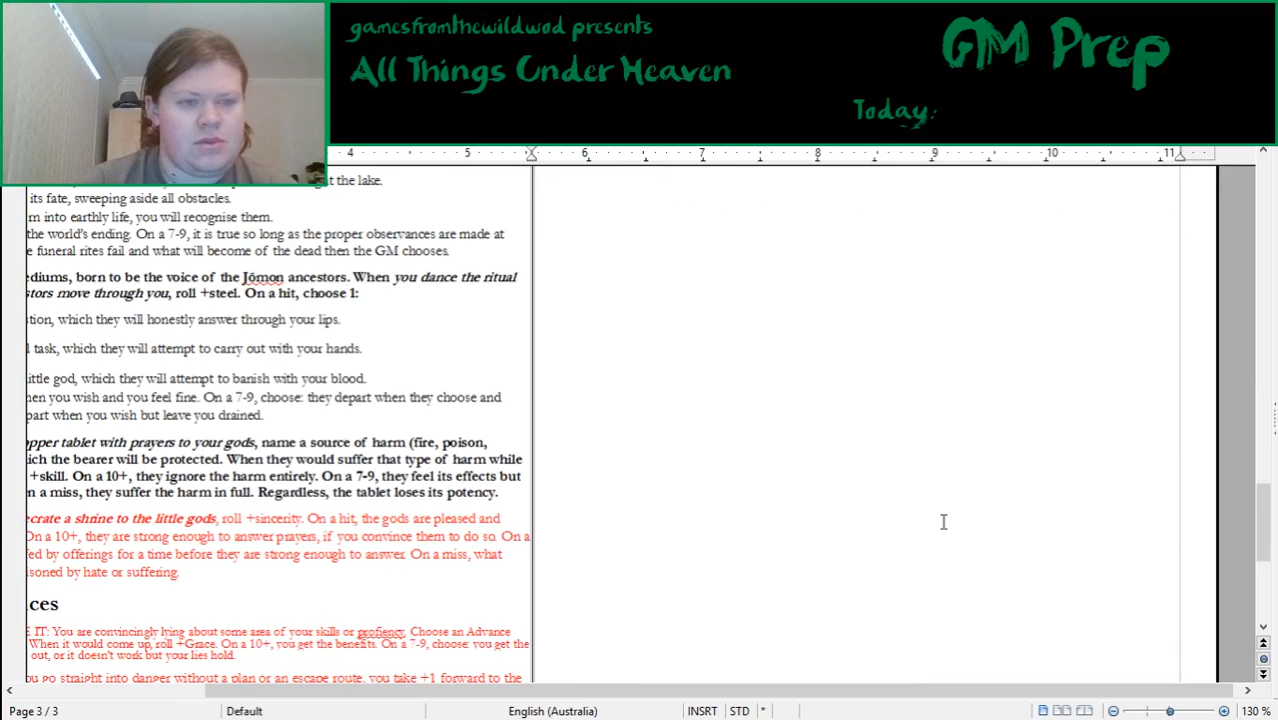 gamesfromthewildwod presents
All Things Under Heaven
GM Prep
Today:
4 5 6 7 8 9 10 11
t the lake.
its fate, sweeping aside all obstacles.
rn into earthly life, you will recognise them.
the world's ending. On a 7-9, it is true so long as the proper observances are made at
e funeral rites fail and what will become of the dead then the GM chooses.
diums, born to be the voice of the Jōmon ancestors. When you dance the ritual
stors move through you, roll +steel. On a hit, choose 1:
tion, which they will honestly answer through your lips.
l task, which they will attempt to carry out with your hands.
ittle god, which they will attempt to banish with your blood.
hen you wish and you feel fine. On a 7-9, choose: they depart when they choose and
part when you wish but leave you drained.
opper tablet with prayers to your gods, name a source of harm (fire, poison,
ich the bearer will be protected. When they would suffer that type of harm while
+skill. On a 10+, they ignore the harm entirely. On a 7-9, they feel its effects but
n a miss, they suffer the harm in full. Regardless, the tablet loses its potency.
ecrate a shrine to the little gods, roll +sincerity. On a hit, the gods are pleased and
On a 10+, they are strong enough to answer prayers, if you convince them to do so. On a
fed by offerings for a time before they are strong enough to answer. On a miss, what
isoned by hate or suffering.
ces
E IT: You are convincingly lying about some area of your skills or profiency. Choose an Advance
When it would come up, roll +Grace. On a 10+, you get the benefits. On a 7-9, choose: you get the
out, or it doesn't work but your lies hold.
ou go straight into danger without a plan or an escape route, you take +1 forward to the
Page 3 / 3 Default English (Australia) INSRT STD * 130 %